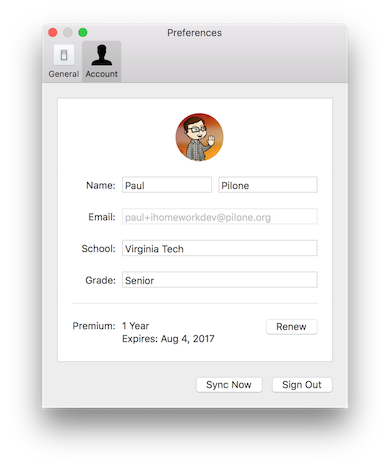 Preferences
General Account
Name: Paul Pilone
Email: paul+ihomeworkdev@pilone.org
School: Virginia Tech
Grade: Senior
Premium: 1 Year Renew
Expires: Aug 4, 2017
Sync Now Sign Out